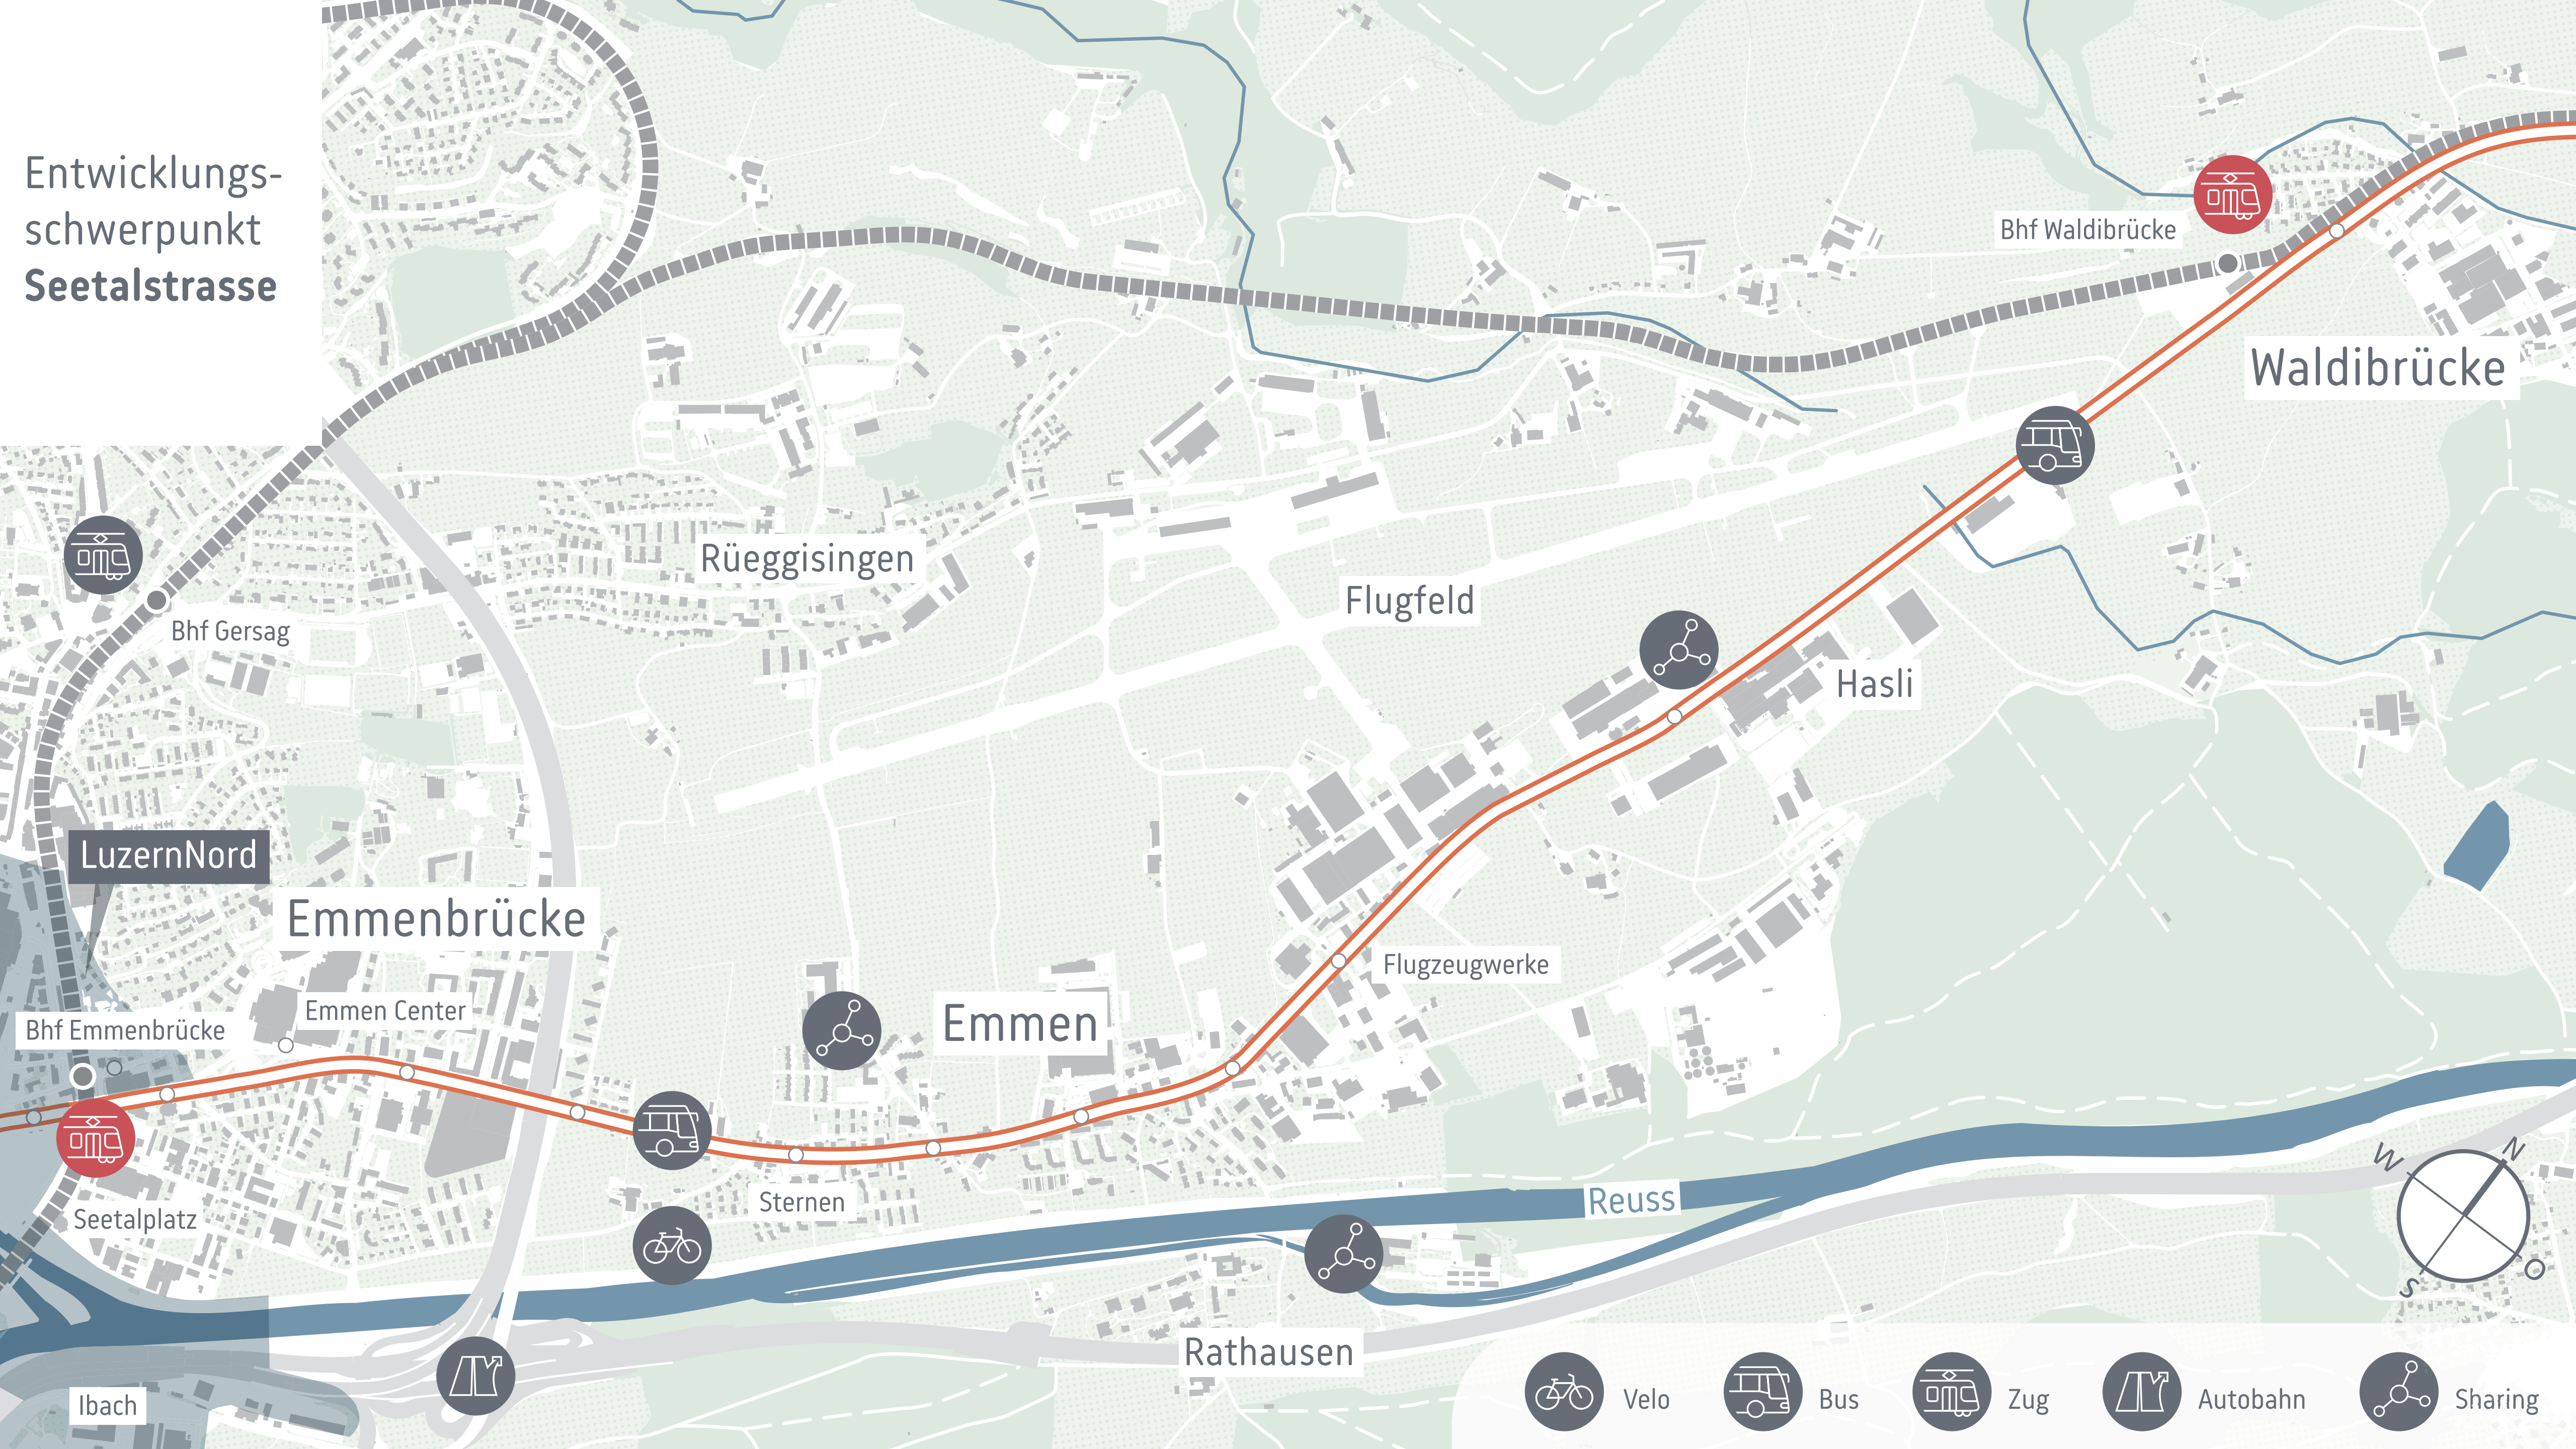 Entwicklungs-
schwerpunkt
Seetalstrasse
Bhf Waldibrücke
Waldibrücke
Rüeggisingen
Flugfeld
Bhf Gersag
Hasli
LuzernNord
Emmenbrücke
Flugzeugwerke
Emmen Center
Emmen
Bhf Emmenbrücke
Sternen
Reuss
Seetalplatz
W
N
O
S
Rathausen
Ibach
Velo
Bus
Zug
Autobahn
Sharing